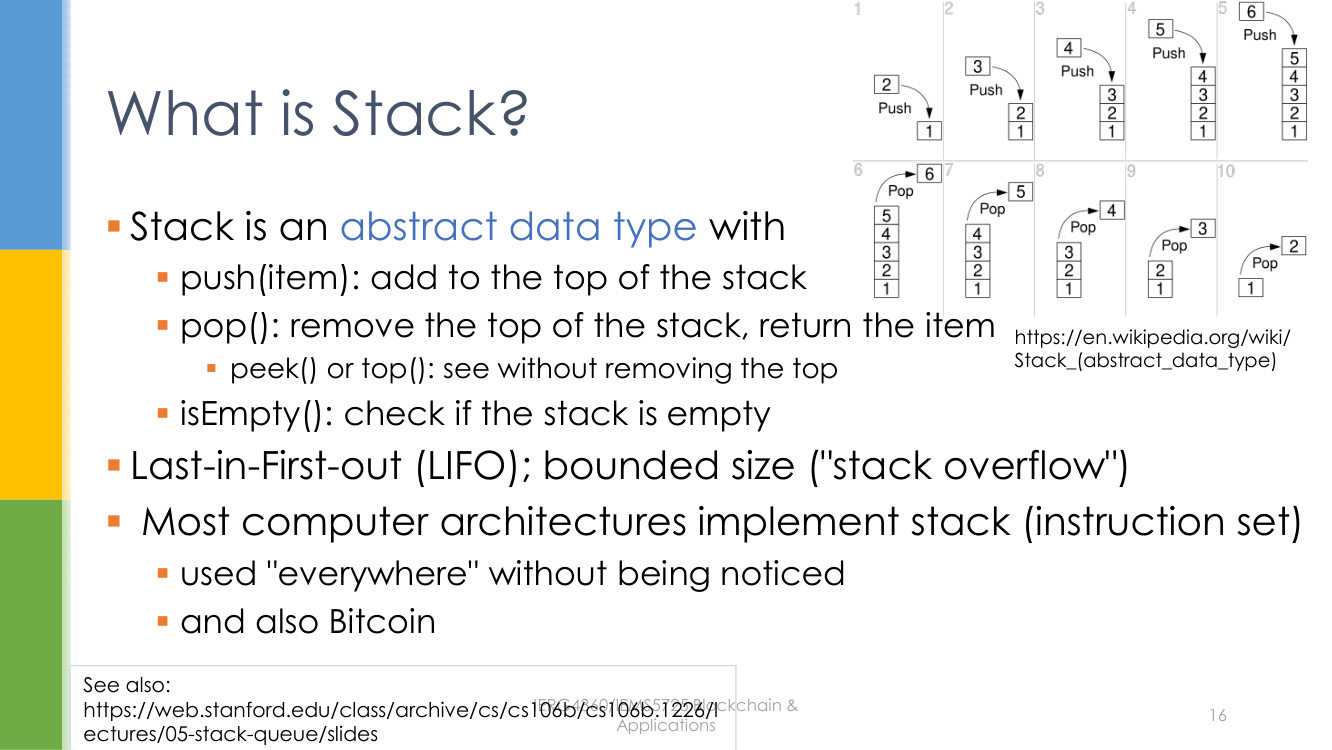 What is Stack?
1 2 3 4 5
2 Push 1
3 Push 2 1
4 Push 3 2 1
5 Push 4 3 2 1
6 Push 5 4 3 2 1
6 7 8 9 10
6 Pop 5 4 3 2 1
5 Pop 4 3 2 1
4 Pop 3 2 1
3 Pop 2 1
2 Pop 1
https://en.wikipedia.org/wiki/
Stack_(abstract_data_type)
▪ Stack is an abstract data type with
▪ push(item): add to the top of the stack
▪ pop(): remove the top of the stack, return the item
▪ peek() or top(): see without removing the top
▪ isEmpty(): check if the stack is empty
▪ Last-in-First-out (LIFO); bounded size ("stack overflow")
▪ Most computer architectures implement stack (instruction set)
▪ used "everywhere" without being noticed
▪ and also Bitcoin
See also:
https://web.stanford.edu/class/archive/cs/cs106b/cs106b.1226/l
ectures/05-stack-queue/slides
Blockchain &
Applications
16